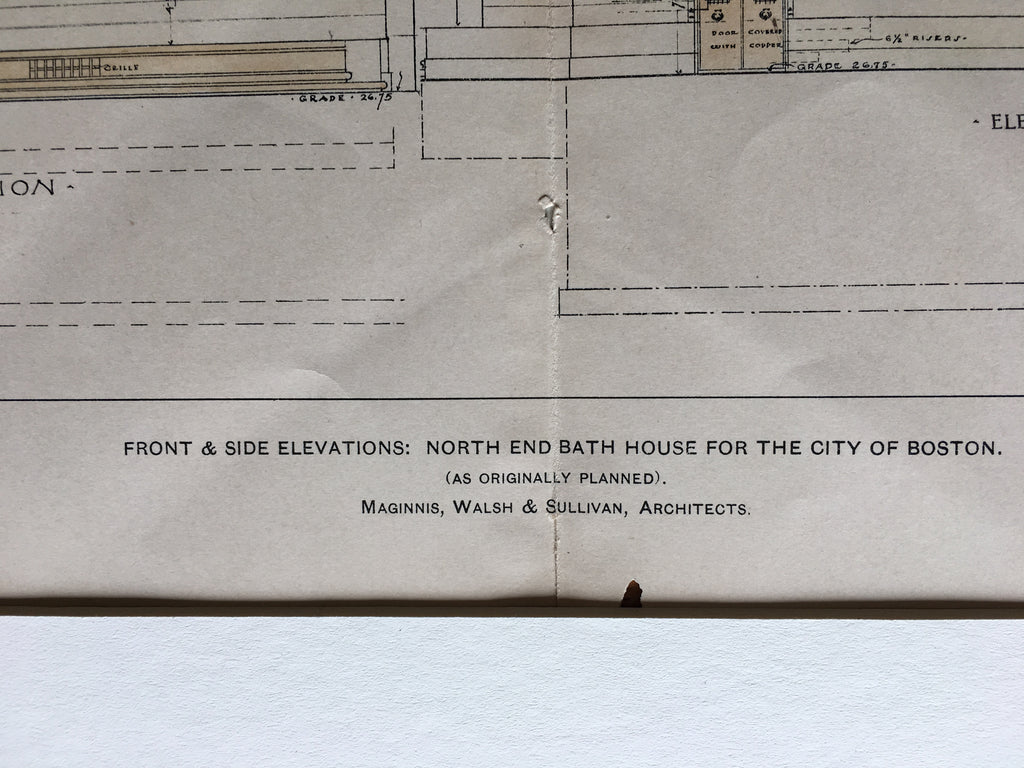 DOOR COVERED
WITH COPPER
6½" RISERS-
GRILLE
GRADE 26.75-
· GRADE · 26.75
- ELE
ION -
FRONT & SIDE ELEVATIONS: NORTH END BATH HOUSE FOR THE CITY OF BOSTON.
(AS ORIGINALLY PLANNED).
MAGINNIS, WALSH & SULLIVAN, ARCHITECTS.